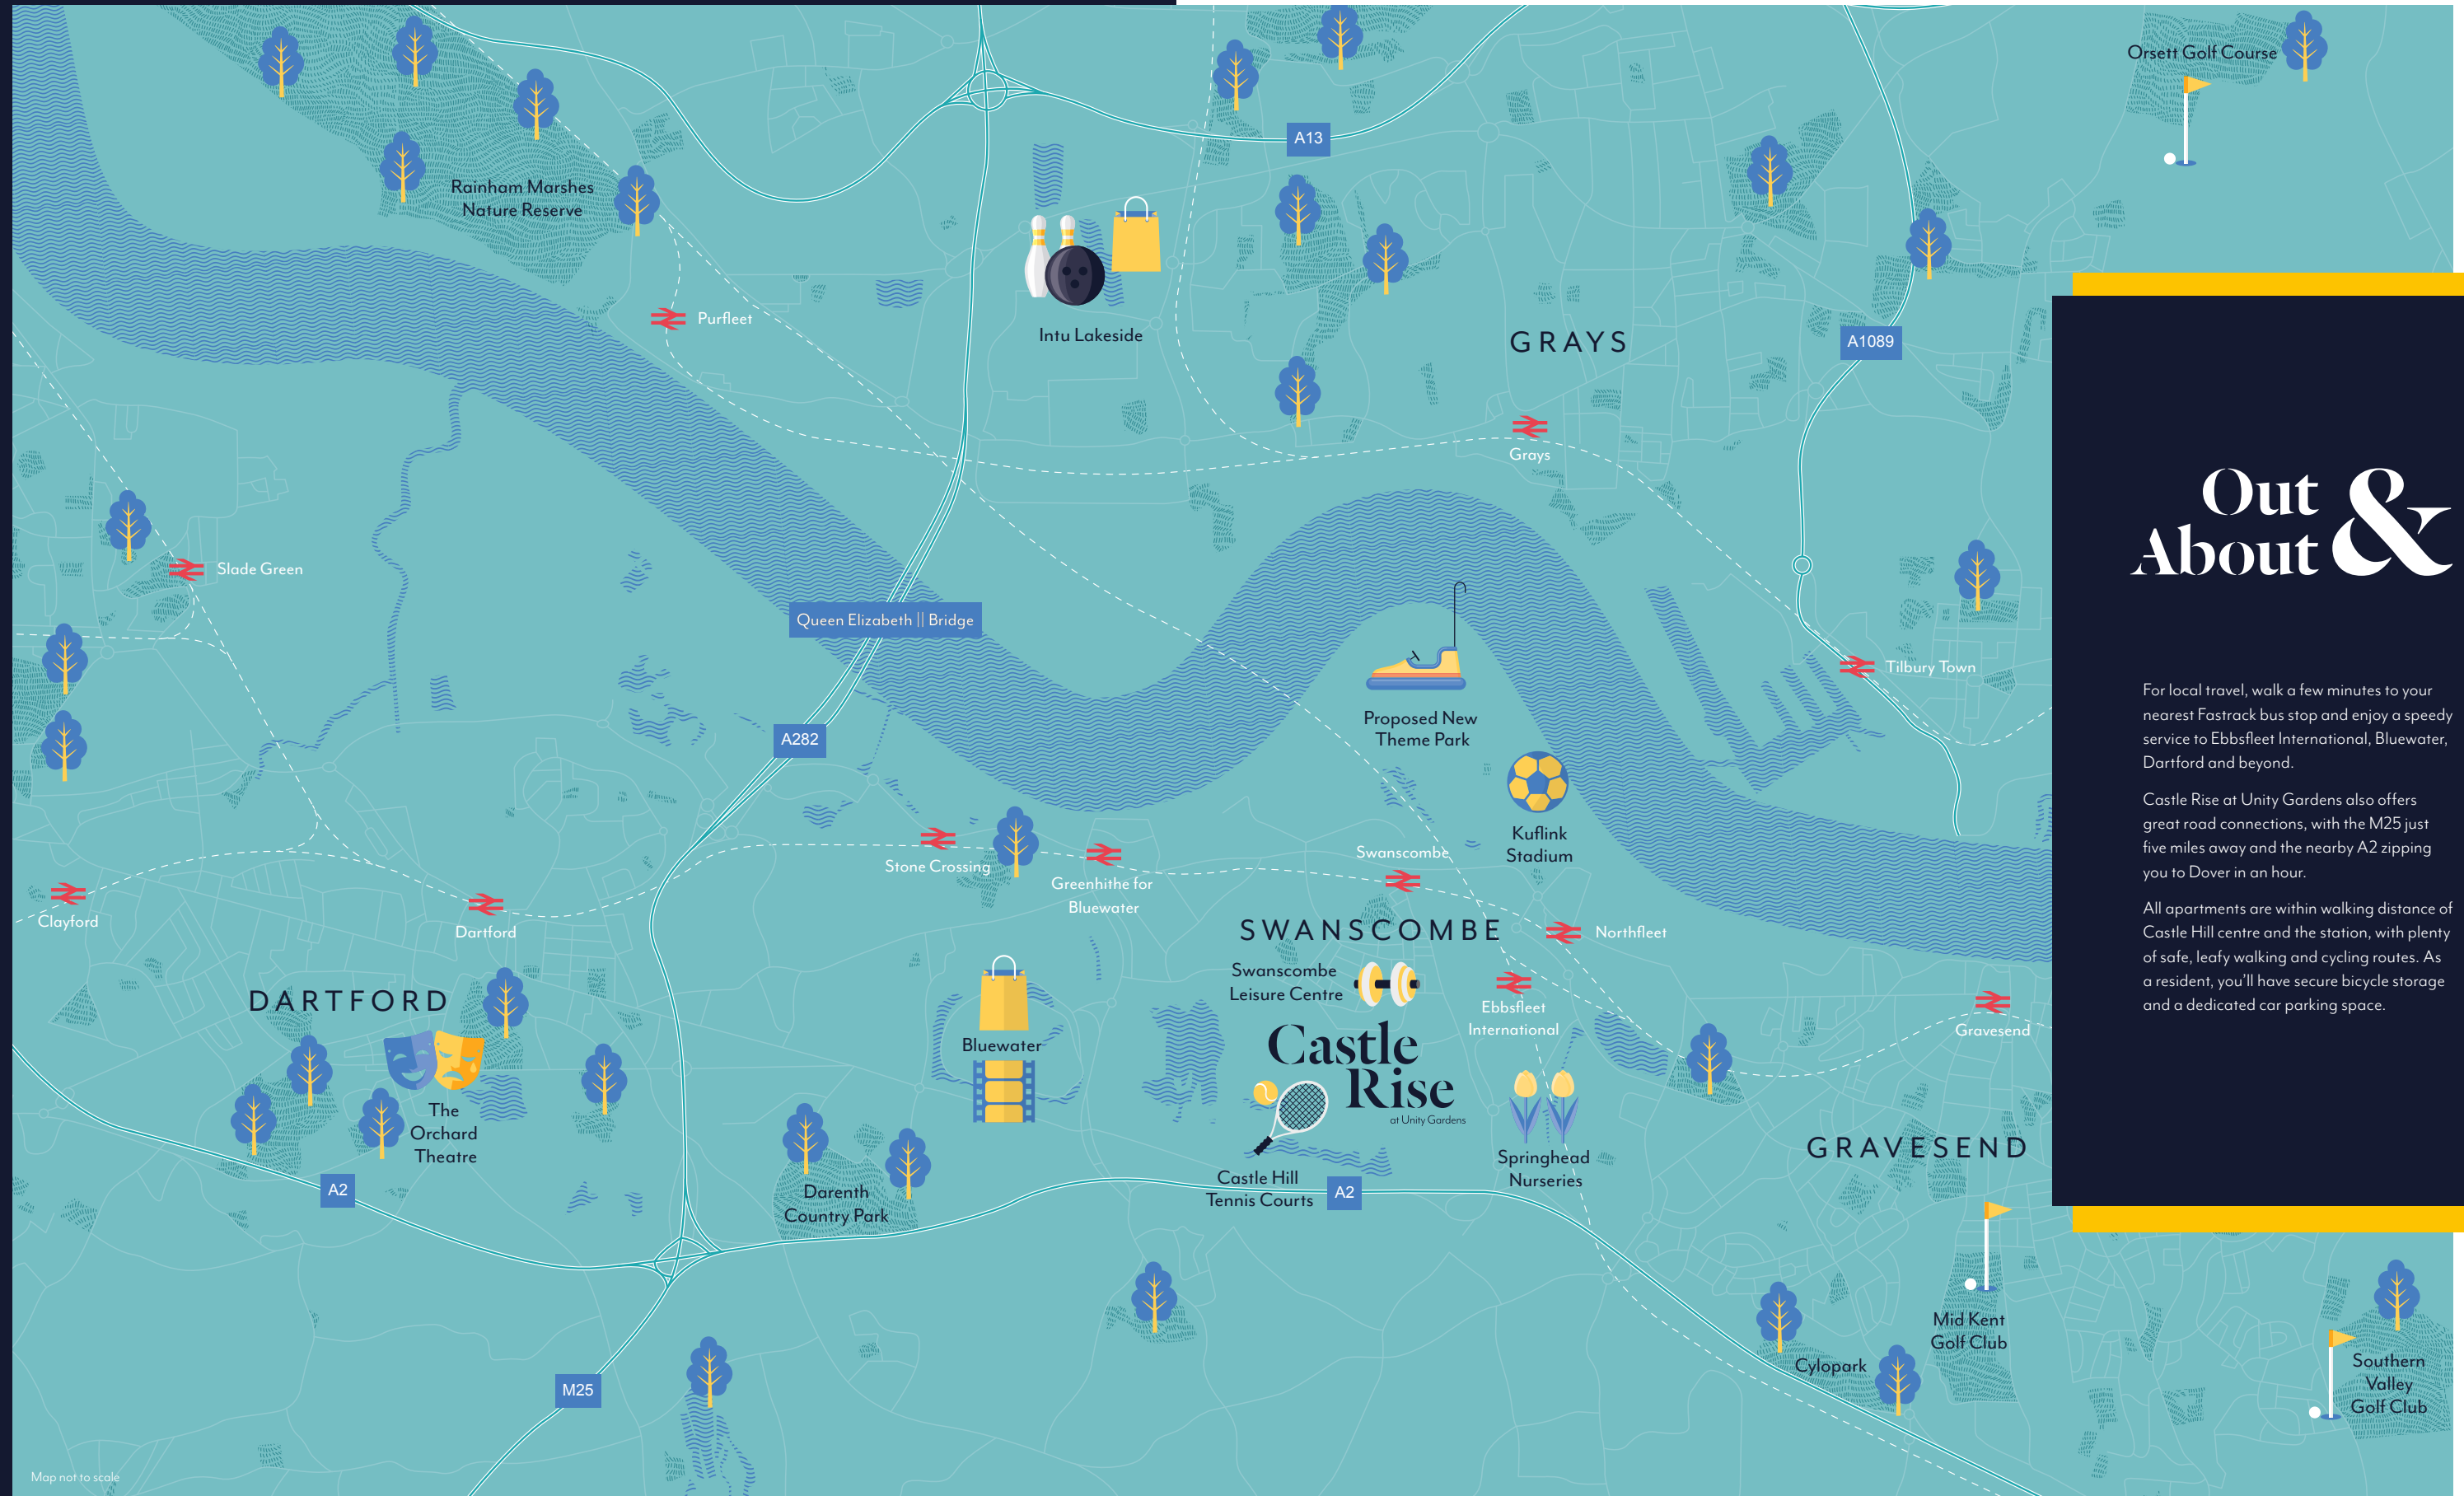 Orsett Golf Course
A13
Rainham Marshes
Nature Reserve
Purfleet
Intu Lakeside
GRAYS
A1089
Grays
Slade Green
Queen Elizabeth || Bridge
Tilbury Town
Proposed New
Theme Park
A282
Kuflink
Stadium
Stone Crossing
Swanscombe
Greenhithe for
Bluewater
Clayford
Dartford
SWANSCOMBE
Northfleet
Swanscombe
Leisure Centre
DARTFORD
Ebbsfleet
International
Gravesend
Bluewater
Castle
Rise
at Unity Gardens
The
Orchard
Theatre
GRAVESEND
Springhead
Nurseries
Castle Hill
Tennis Courts
A2
A2
Darenth
Country Park
Mid Kent
Golf Club
Cylopark
Southern
Valley
Golf Club
M25
Map not to scale
Out &
About
For local travel, walk a few minutes to your
nearest Fastrack bus stop and enjoy a speedy
service to Ebbsfleet International, Bluewater,
Dartford and beyond.
Castle Rise at Unity Gardens also offers
great road connections, with the M25 just
five miles away and the nearby A2 zipping
you to Dover in an hour.
All apartments are within walking distance of
Castle Hill centre and the station, with plenty
of safe, leafy walking and cycling routes. As
a resident, you’ll have secure bicycle storage
and a dedicated car parking space.